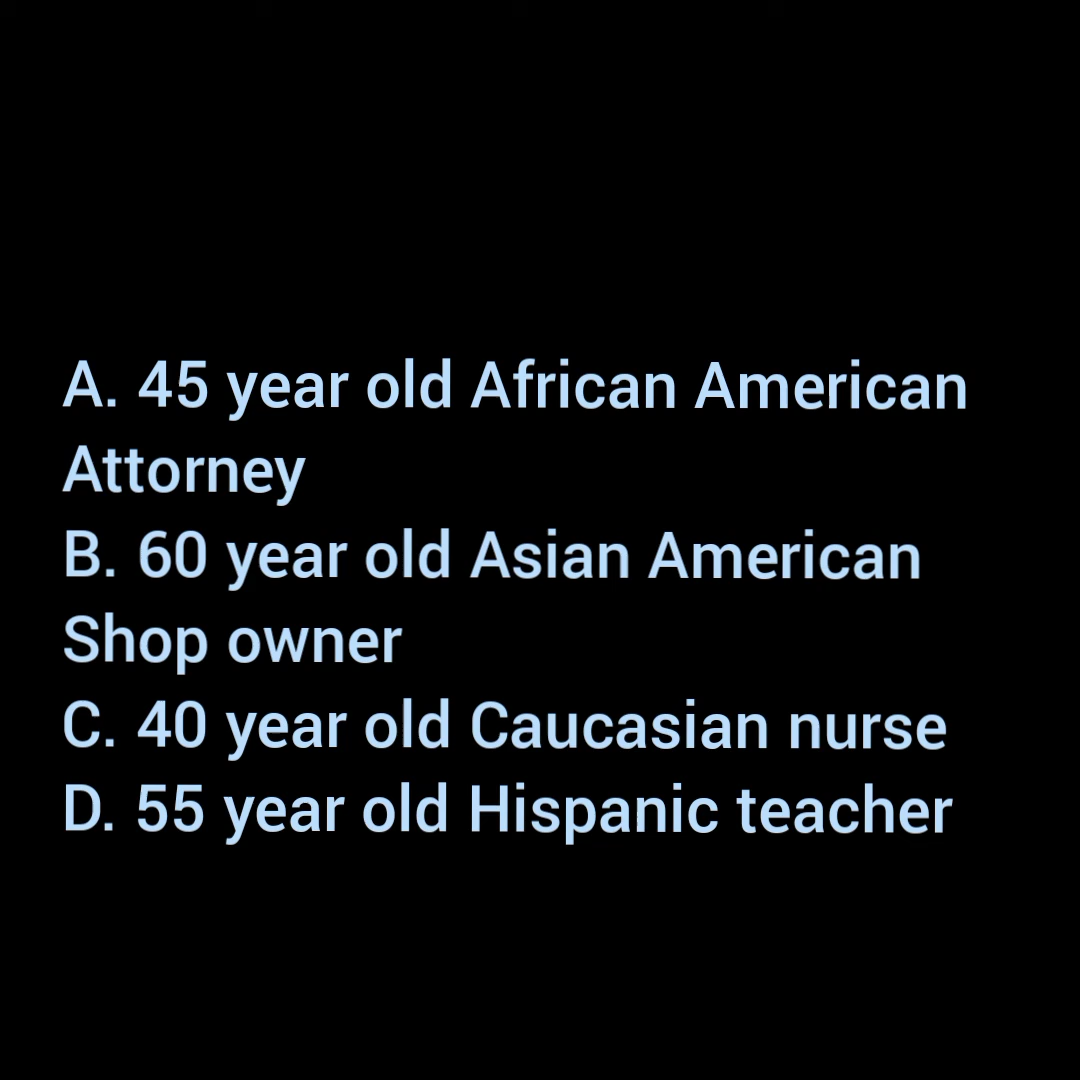 A. 45 year old African American
Attorney
B. 60 year old Asian American
Shop owner
C. 40 year old Caucasian nurse
D. 55 year old Hispanic teacher